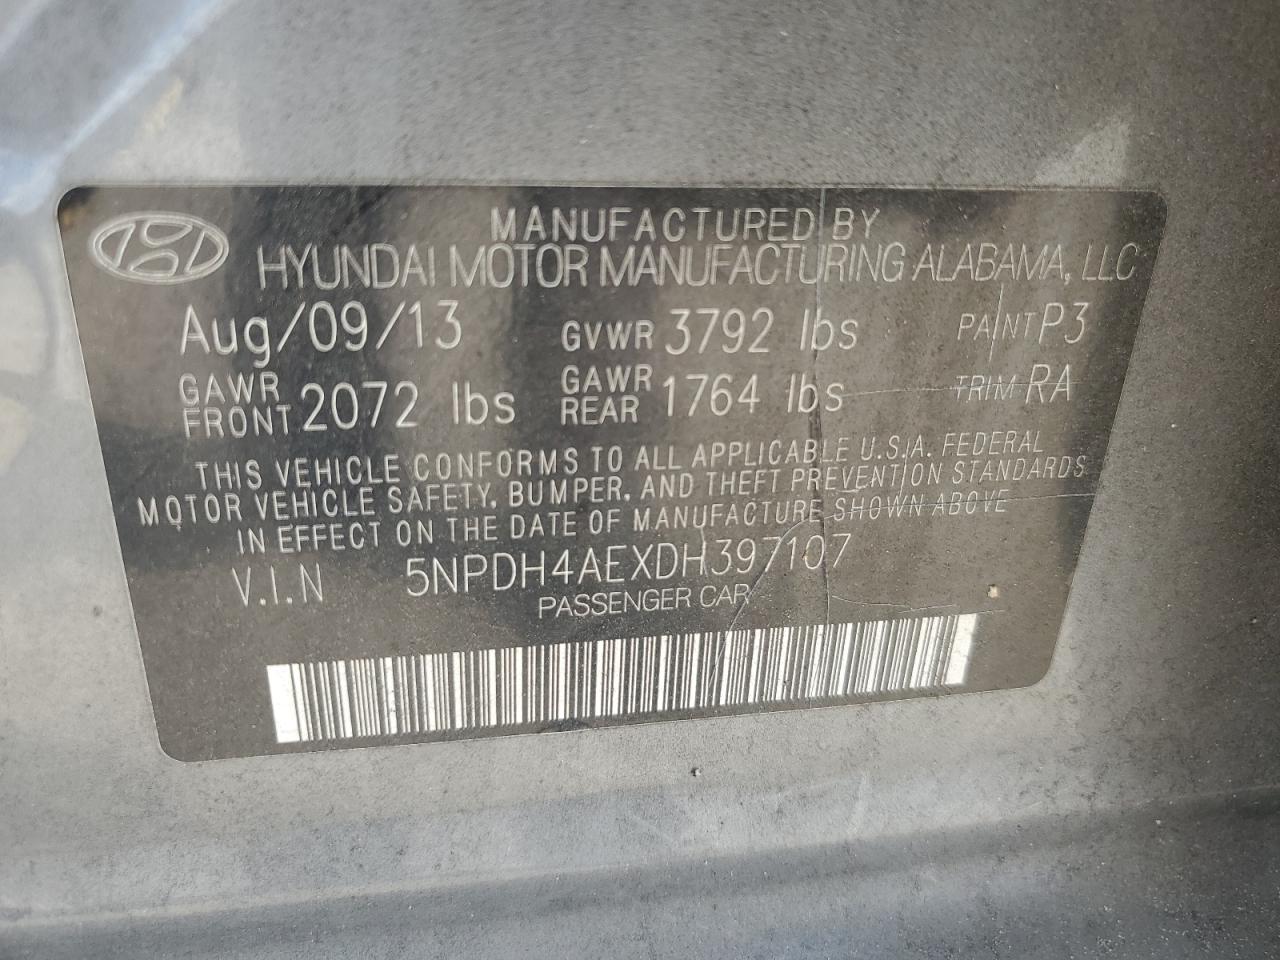 MANUFACTURED BY
HYUNDAI MOTOR MANUFACTURING ALABAMA, LLC
Aug/09/13 GVWR 3792 lbs PAINT P3
GAWR FRONT 2072 lbs GAWR REAR 1764 lbs TRIM RA
THIS VEHICLE CONFORMS TO ALL APPLICABLE U.S.A. FEDERAL
MOTOR VEHICLE SAFETY, BUMPER, AND THEFT PREVENTION STANDARDS
IN EFFECT ON THE DATE OF MANUFACTURE SHOWN ABOVE
V.I.N 5NPDH4AEXDH397107
PASSENGER CAR